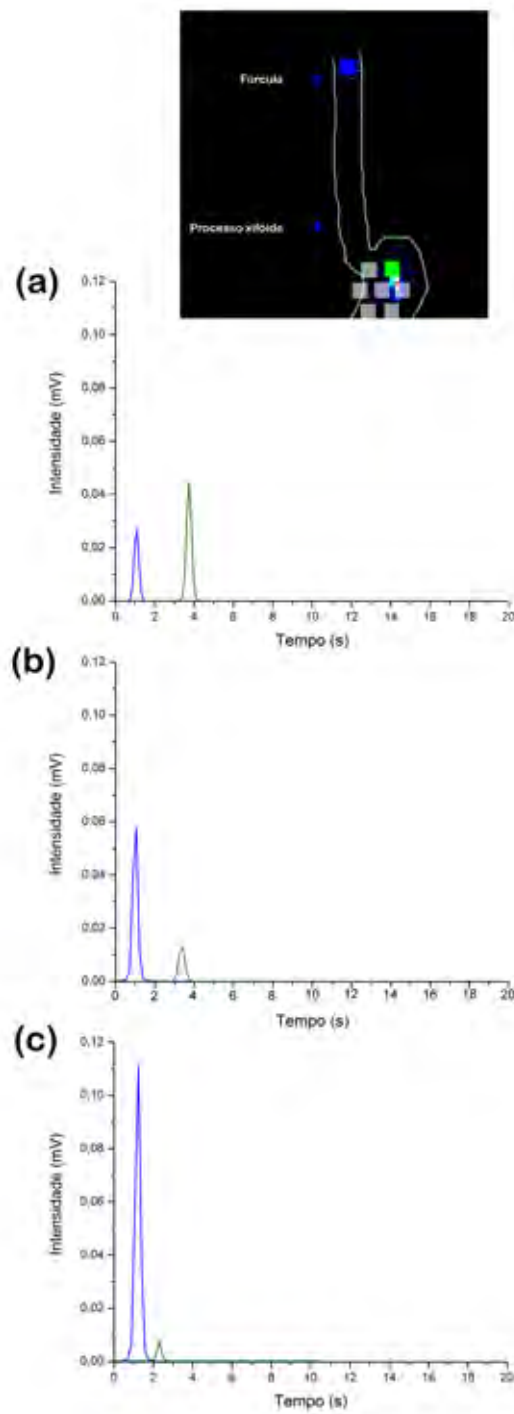 Fúrcula
Processo xifóide
(a)
0,12
0,10
0,08
0,06
0,04
0,02
0,00
Intensidade (mV)
0 2 4 6 8 10 12 14 16 18 20
Tempo (s)
(b)
0,12
0,10
0,08
0,06
0,04
0,02
0,00
Intensidade (mV)
0 2 4 6 8 10 12 14 16 18 20
Tempo (s)
(c)
0,12
0,10
0,08
0,06
0,04
0,02
0,00
Intensidade (mV)
0 2 4 6 8 10 12 14 16 18 20
Tempo (s)